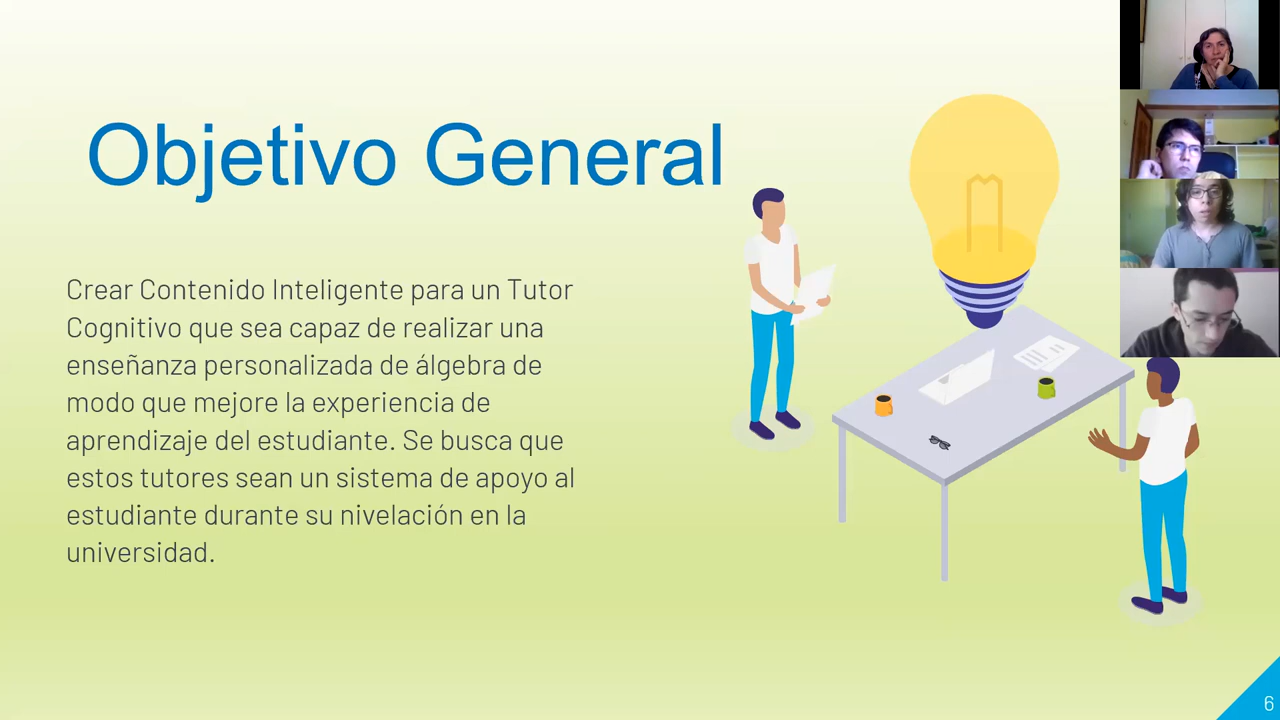 Objetivo General
Crear Contenido Inteligente para un Tutor
Cognitivo que sea capaz de realizar una
enseñanza personalizada de álgebra de
modo que mejore la experiencia de
aprendizaje del estudiante. Se busca que
estos tutores sean un sistema de apoyo al
estudiante durante su nivelación en la
universidad.
6